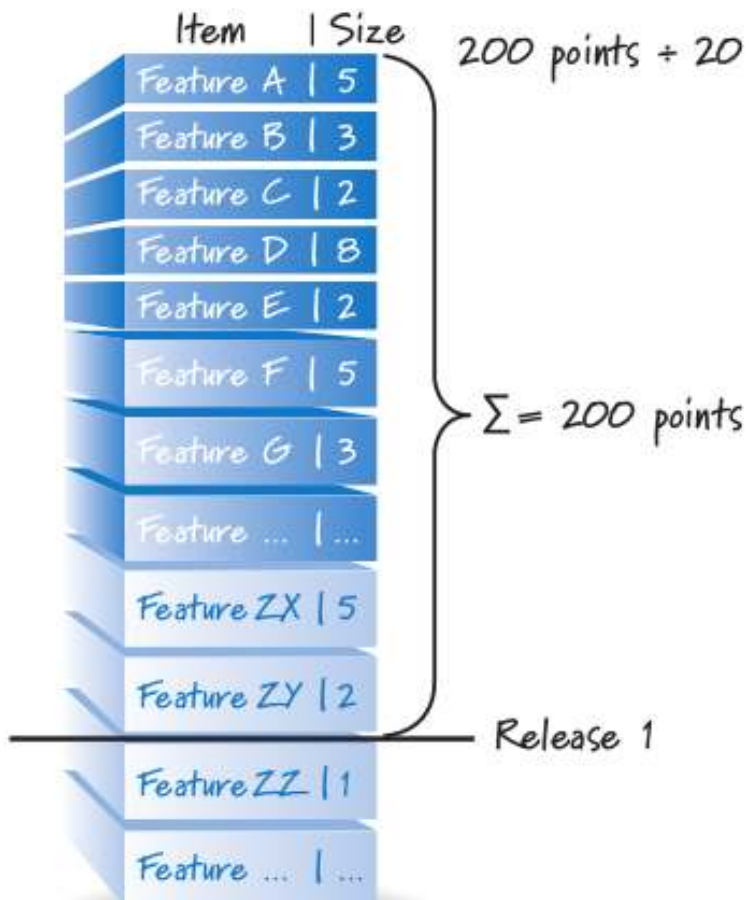 Item | Size
200 points ÷ 20
Feature A | 5
Feature B | 3
Feature C | 2
Feature D | 8
Feature E | 2
Feature F | 5
Feature G | 3
Feature ... | ...
Feature ZX | 5
Feature ZY | 2
Σ = 200 points
Release 1
Feature ZZ | 1
Feature ... | ...